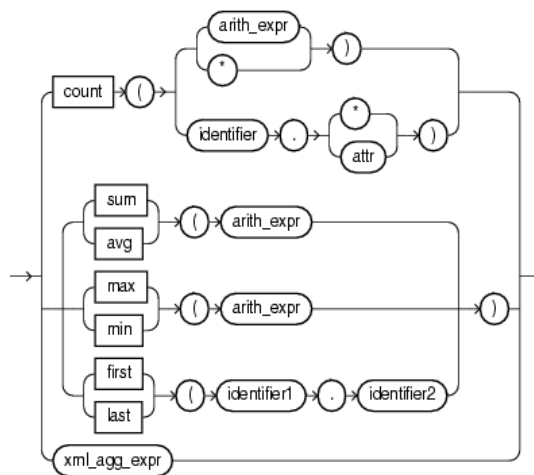 arith_expr
*
)
count
(
identifier
.
*
attr
)
sum
avg
(
arith_expr
max
min
(
arith_expr
)
first
last
(
identifier1
.
identifier2
xml_agg_expr